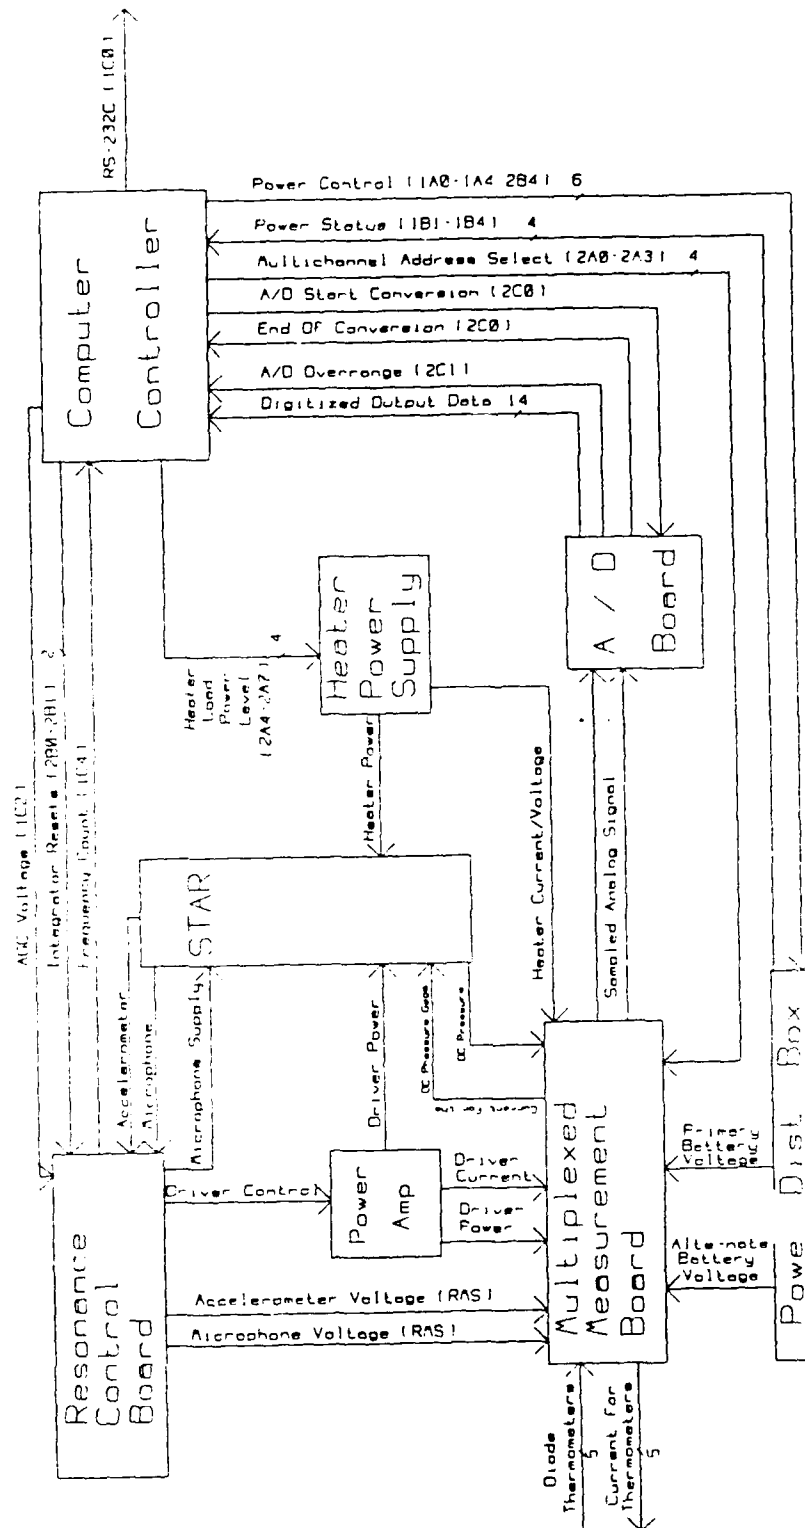 RS-232C (1C0)
Computer
Controller
Power Control (1A0-1A4 2B4) 6
Power Status (1B1-1B4) 4
Multichannel Address Select (2A0-2A3) 4
A/D Start Conversion (2C0)
End Of Conversion (2C0)
A/D Overrange (2C1)
Digitized Output Data 14
AGC Voltage (1C2)
Integrator Resets (2B0-2B1) 2
Frequency Count (1C4)
Heater
Load
Power
Level
(2A4-2A7)
4
Heater
Power
Supply
A / D
Board
Heater Power
Heater Current/Voltage
Sampled Analog Signal
STAR
Accelerometer
Microphone
Microphone Supply
Driver Power
DC Pressure Gage
Current For the
DC Pressure
Resonance
Control
Board
Driver Control
Power
Amp
Driver
Current
Driver
Power
Accelerometer Voltage (RAS)
Microphone Voltage (RAS)
Multiplexed
Measurement
Board
Battery
Voltage
Alternate
Battery
Voltage
Dist Box
Diode
Thermometers
5
Current for
Thermometers
5